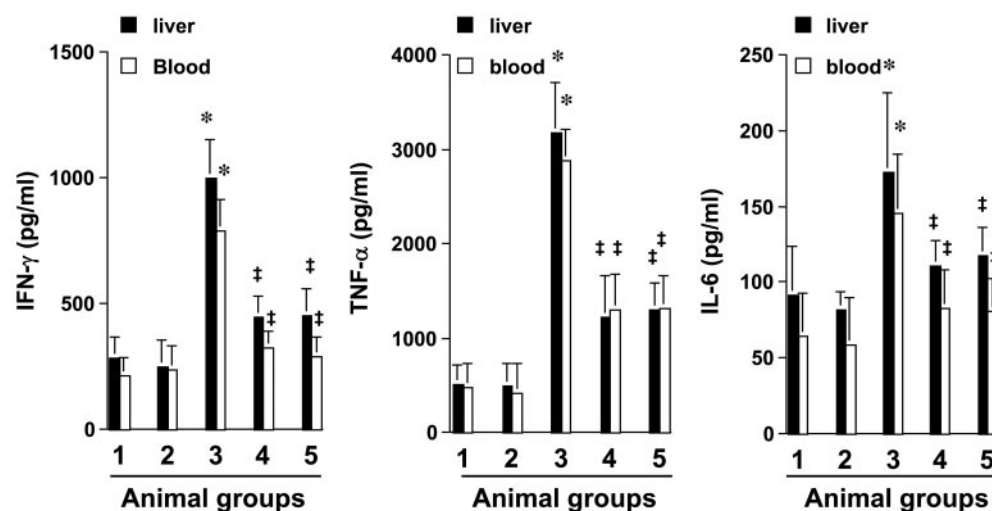 liver
Blood
1500
1000
500
0
IFN-γ (pg/ml)
* *
‡ ‡
‡ ‡
1 2 3 4 5
Animal groups
liver
blood
4000
3000
2000
1000
0
TNF-α (pg/ml)
* *
‡ ‡
‡ ‡
1 2 3 4 5
Animal groups
liver
blood
250
200
150
100
50
0
IL-6 (pg/ml)
* *
‡ ‡
‡
1 2 3 4 5
Animal groups